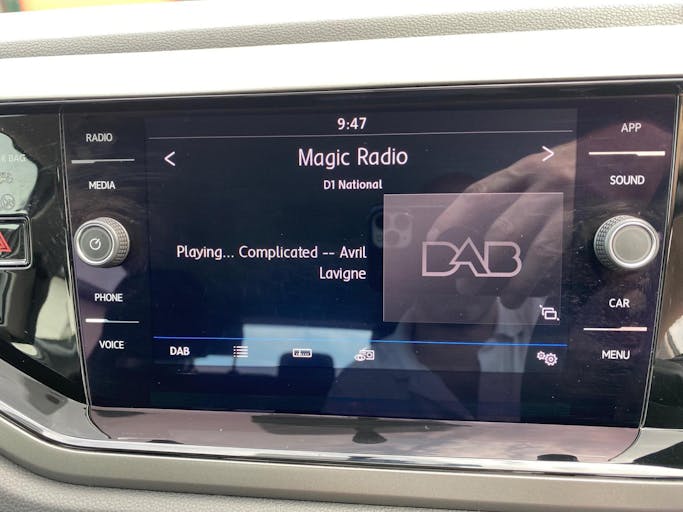 9:47
RADIO
APP
Magic Radio
MEDIA
D1 National
SOUND
Playing... Complicated -- Avril
Lavigne
DAB
PHONE
CAR
VOICE
DAB
MENU
BAG